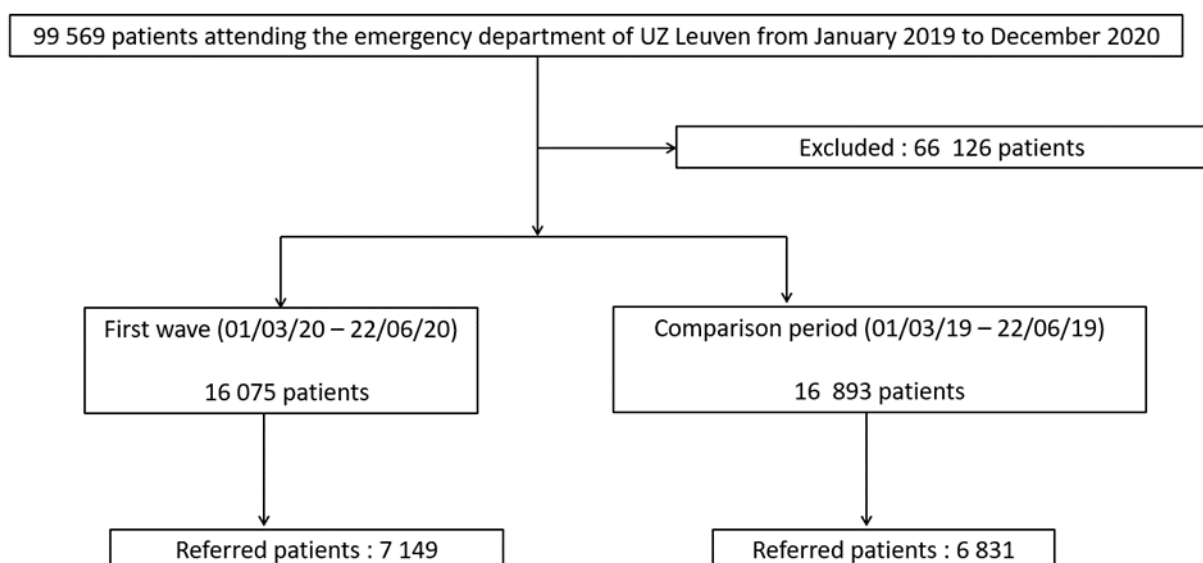 99 569 patients attending the emergency department of UZ Leuven from January 2019 to December 2020
Excluded : 66 126 patients
First wave (01/03/20 – 22/06/20)
16 075 patients
Comparison period (01/03/19 – 22/06/19)
16 893 patients
Referred patients : 7 149
Referred patients : 6 831